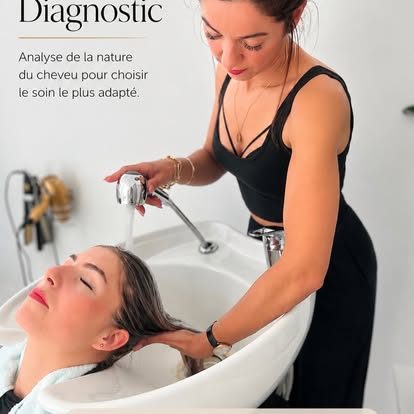 Diagnostic
Analyse de la nature
du cheveu pour choisir
le soin le plus adapté.